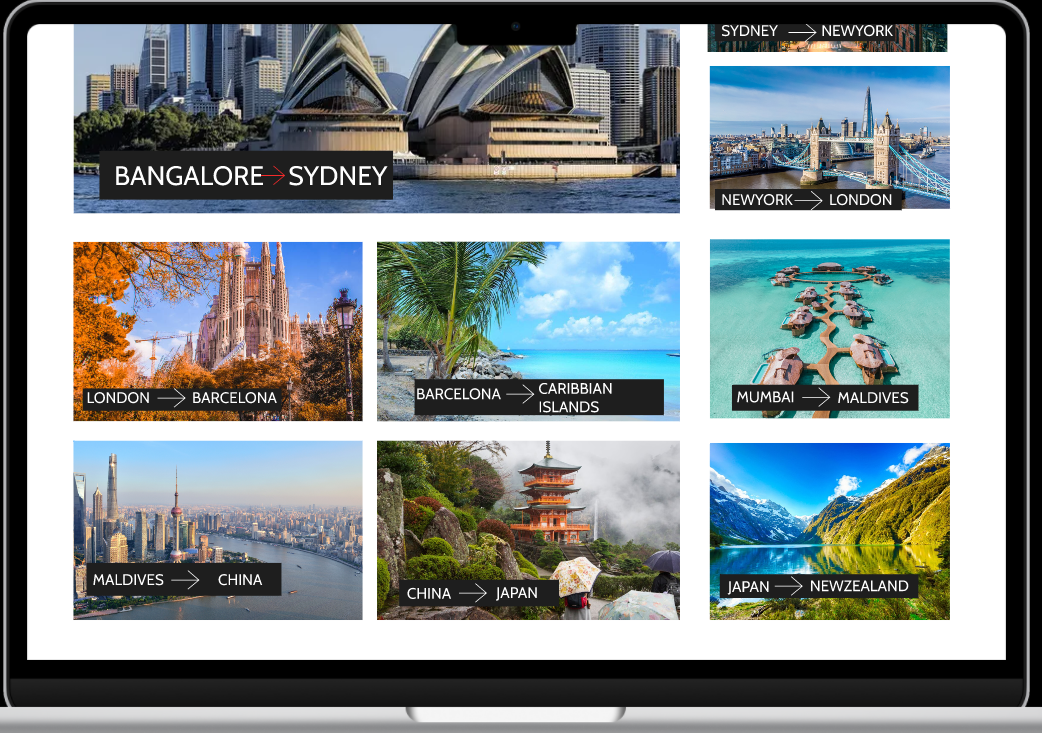 SYDNEY → NEWYORK
BANGALORE → SYDNEY
NEWYORK → LONDON
LONDON → BARCELONA
BARCELONA → CARIBBIAN
ISLANDS
MUMBAI → MALDIVES
MALDIVES → CHINA
CHINA → JAPAN
JAPAN → NEWZEALAND